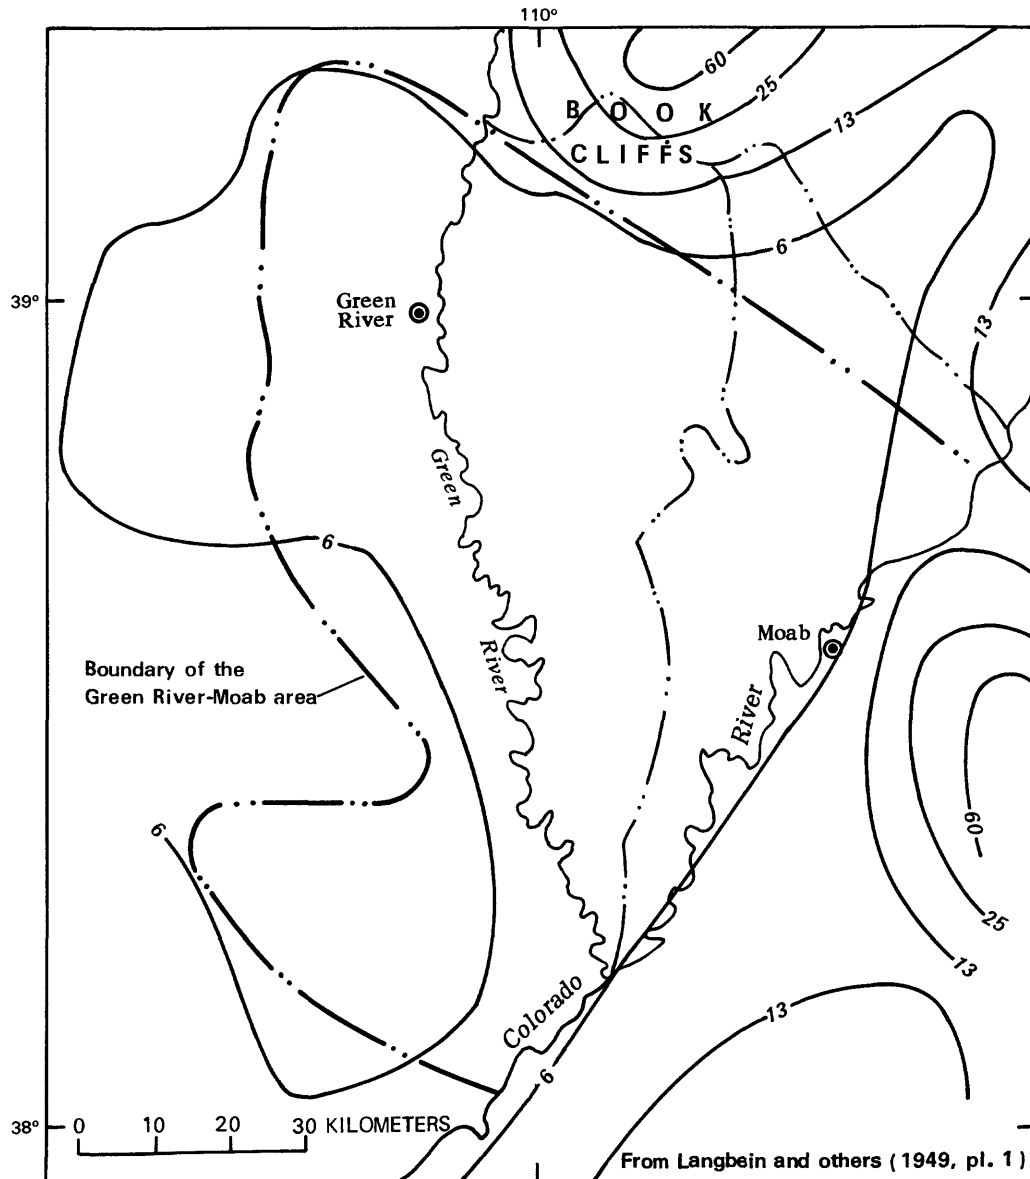 110°
60
25
B O O K
13
CLIFFS
6
39°
Green
River
13
Green
6
River
Moab
Boundary of the
Green River-Moab area
River
6
60
25
13
Colorado
13
6
38°
0 10 20 30 KILOMETERS
From Langbein and others (1949, pl. 1)